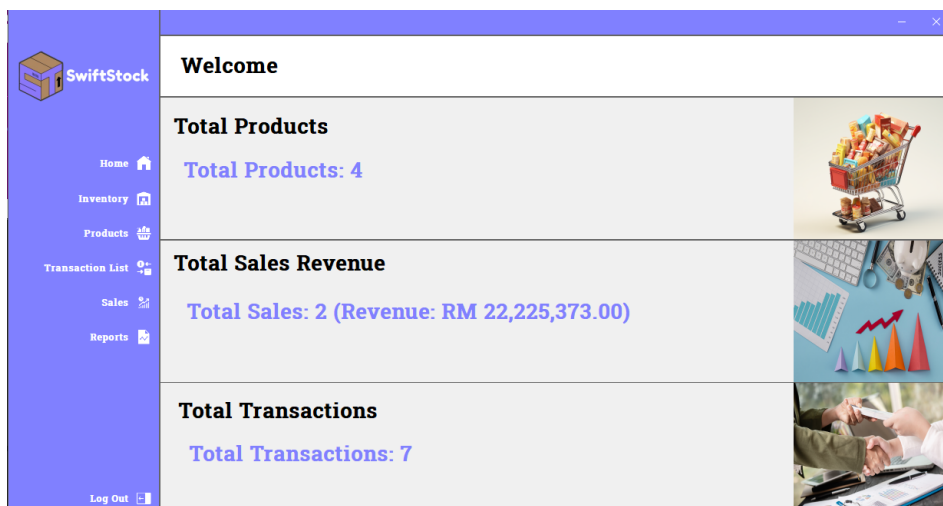 SwiftStock
Home
Inventory
Products
Transaction List
Sales
Reports
Log Out
Welcome
Total Products
Total Products: 4
Total Sales Revenue
Total Sales: 2 (Revenue: RM 22,225,373.00)
Total Transactions
Total Transactions: 7